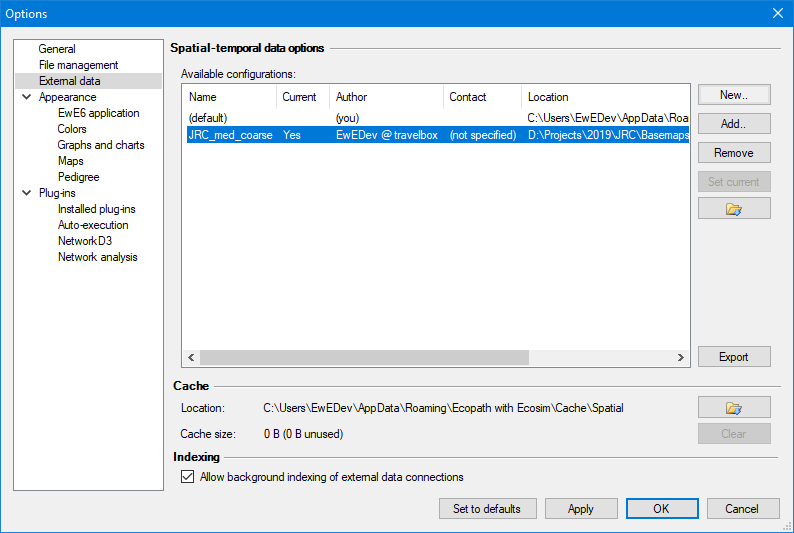 Options
General
File management
External data
Appearance
EwE6 application
Colors
Graphs and charts
Maps
Pedigree
Plug-ins
Installed plug-ins
Auto-execution
NetworkD3
Network analysis
Spatial-temporal data options
Available configurations:
Name Current Author Contact Location
(default) (you) C:\Users\EwEDev\AppData\Roam
JRC_med_coarse Yes EwEDev @ travelbox (not specified) D:\Projects\2019\JRC\Basemaps
New..
Add..
Remove
Set current
Export
Cache
Location: C:\Users\EwEDev\AppData\Roaming\Ecopath with Ecosim\Cache\Spatial
Cache size: 0 B (0 B unused)
Clear
Indexing
Allow background indexing of external data connections
Set to defaults Apply OK Cancel